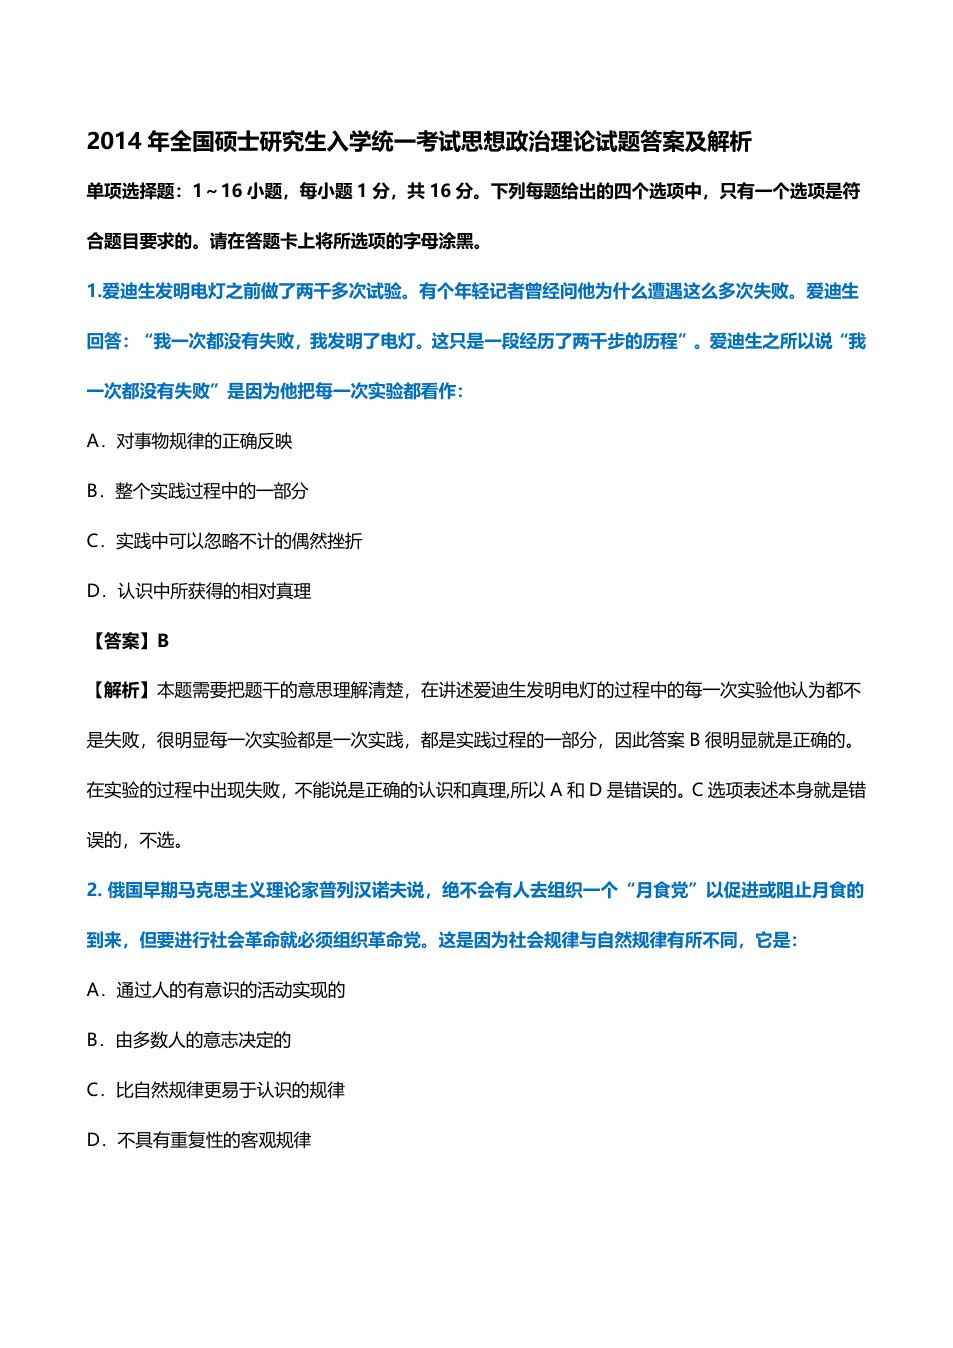 2014 年全国硕士研究生入学统一考试思想政治理论试题答案及解析
单项选择题：1～16 小题，每小题 1 分，共 16 分。下列每题给出的四个选项中，只有一个选项是符
合题目要求的。请在答题卡上将所选项的字母涂黑。
1.爱迪生发明电灯之前做了两千多次试验。有个年轻记者曾经问他为什么遭遇这么多次失败。爱迪生
回答：“我一次都没有失败，我发明了电灯。这只是一段经历了两千步的历程”。爱迪生之所以说“我
一次都没有失败”是因为他把每一次实验都看作：
A．对事物规律的正确反映
B．整个实践过程中的一部分
C．实践中可以忽略不计的偶然挫折
D．认识中所获得的相对真理
【答案】B
【解析】本题需要把题干的意思理解清楚，在讲述爱迪生发明电灯的过程中的每一次实验他认为都不
是失败，很明显每一次实验都是一次实践，都是实践过程的一部分，因此答案 B 很明显就是正确的。
在实验的过程中出现失败，不能说是正确的认识和真理,所以 A 和 D 是错误的。C 选项表述本身就是错
误的，不选。
2. 俄国早期马克思主义理论家普列汉诺夫说，绝不会有人去组织一个“月食党”以促进或阻止月食的
到来，但要进行社会革命就必须组织革命党。这是因为社会规律与自然规律有所不同，它是：
A．通过人的有意识的活动实现的
B．由多数人的意志决定的
C．比自然规律更易于认识的规律
D．不具有重复性的客观规律